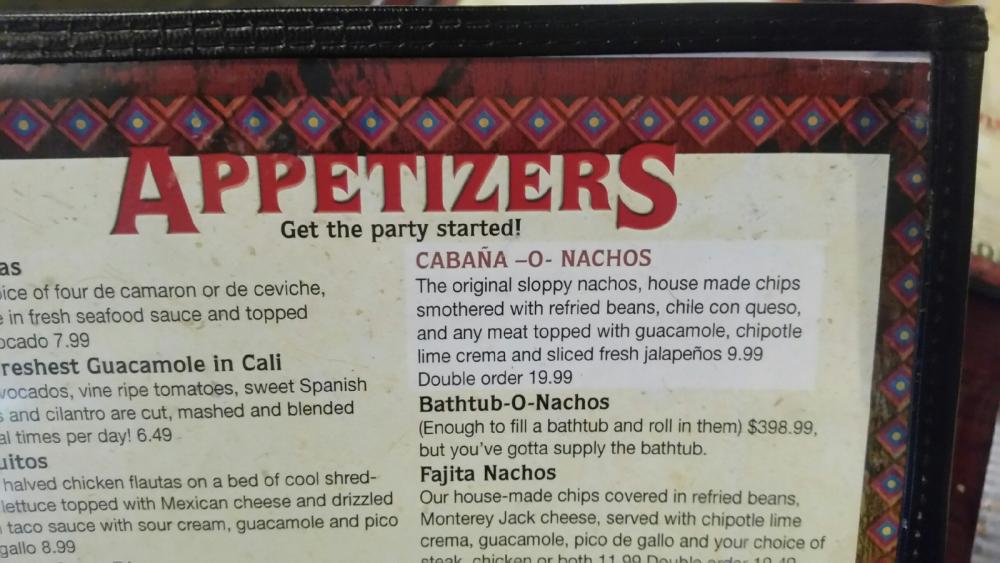 APPETIZERS
Get the party started!
as
ice of four de camaron or de ceviche,
e in fresh seafood sauce and topped
ocado 7.99
reshest Guacamole in Cali
vocados, vine ripe tomatoes, sweet Spanish
s and cilantro are cut, mashed and blended
al times per day! 6.49
uitos
halved chicken flautas on a bed of cool shred-
lettuce topped with Mexican cheese and drizzled
taco sauce with sour cream, guacamole and pico
gallo 8.99
CABAÑA –O- NACHOS
The original sloppy nachos, house made chips
smothered with refried beans, chile con queso,
and any meat topped with guacamole, chipotle
lime crema and sliced fresh jalapeños 9.99
Double order 19.99
Bathtub-O-Nachos
(Enough to fill a bathtub and roll in them) $398.99,
but you’ve gotta supply the bathtub.
Fajita Nachos
Our house-made chips covered in refried beans,
Monterey Jack cheese, served with chipotle lime
crema, guacamole, pico de gallo and your choice of
steak, chicken or both 11.99 Double order